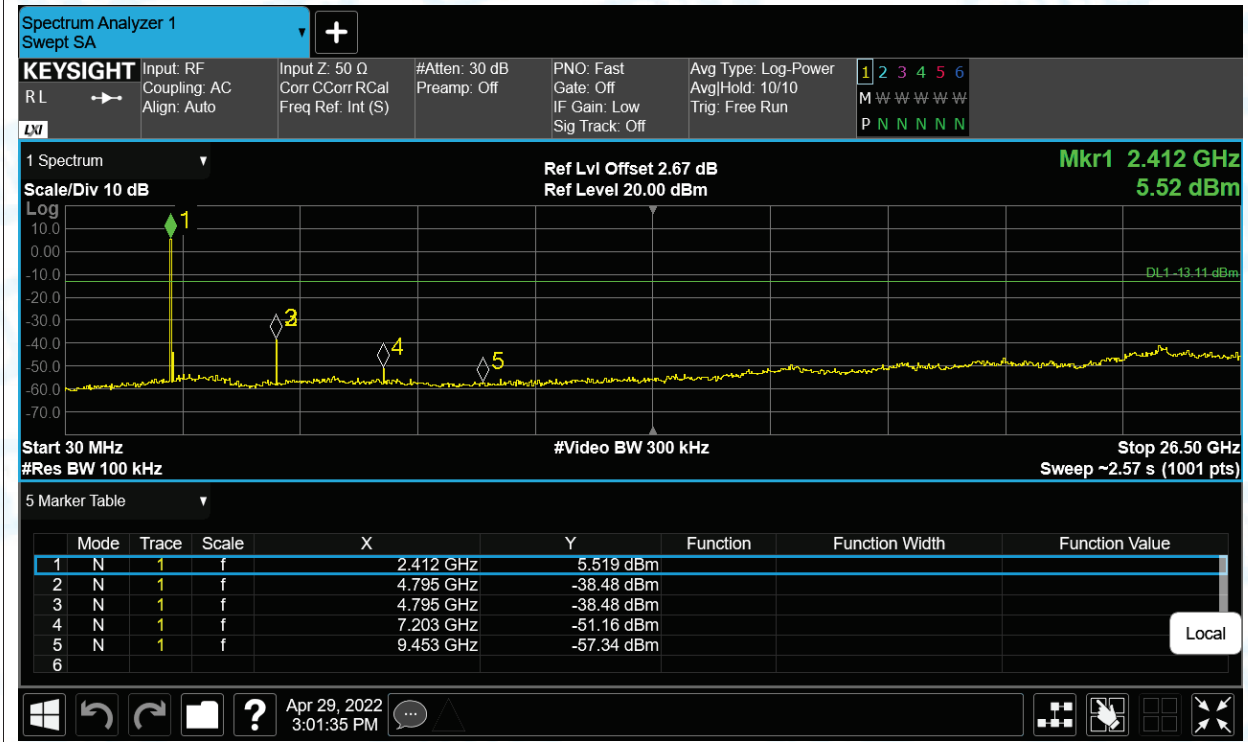 Spectrum Analyzer 1
Swept SA
KEYSIGHT
R L
LXI
Input: RF
Coupling: AC
Align: Auto
Input Z: 50 Ω
Corr CCorr RCal
Freq Ref: Int (S)
#Atten: 30 dB
Preamp: Off
PNO: Fast
Gate: Off
IF Gain: Low
Sig Track: Off
Avg Type: Log-Power
Avg|Hold: 10/10
Trig: Free Run
1 2 3 4 5 6
M W W W W W
P N N N N N
1 Spectrum
Scale/Div 10 dB
Ref Lvl Offset 2.67 dB
Ref Level 20.00 dBm
Mkr1 2.412 GHz
5.52 dBm
Log
10.0
0.00
-10.0
-20.0
-30.0
-40.0
-50.0
-60.0
-70.0
1
3
4
5
DL1 -13.11 dBm
Start 30 MHz
#Video BW 300 kHz
Stop 26.50 GHz
#Res BW 100 kHz
Sweep ~2.57 s (1001 pts)
5 Marker Table
Mode Trace Scale X Y Function Function Width Function Value
1 N 1 f 2.412 GHz 5.519 dBm
2 N 1 f 4.795 GHz -38.48 dBm
3 N 1 f 4.795 GHz -38.48 dBm
4 N 1 f 7.203 GHz -51.16 dBm
5 N 1 f 9.453 GHz -57.34 dBm
6
Local
?
Apr 29, 2022
3:01:35 PM